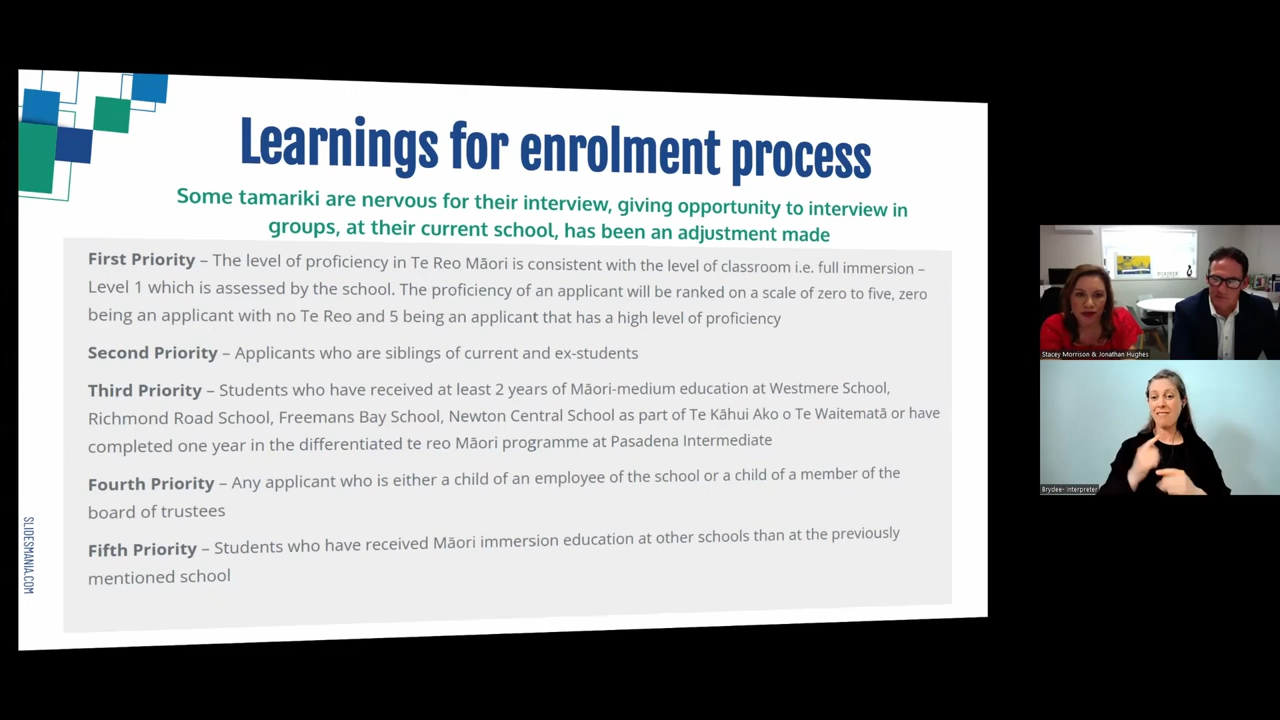 Learnings for enrolment process
Some tamariki are nervous for their interview, giving opportunity to interview in
groups, at their current school, has been an adjustment made
First Priority – The level of proficiency in Te Reo Māori is consistent with the level of classroom i.e. full immersion –
Level 1 which is assessed by the school. The proficiency of an applicant will be ranked on a scale of zero to five, zero
being an applicant with no Te Reo and 5 being an applicant that has a high level of proficiency
Second Priority – Applicants who are siblings of current and ex-students
Third Priority – Students who have received at least 2 years of Māori-medium education at Westmere School,
Richmond Road School, Freemans Bay School, Newton Central School as part of Te Kāhui Ako o Te Waitematā or have
completed one year in the differentiated te reo Māori programme at Pasadena Intermediate
Fourth Priority – Any applicant who is either a child of an employee of the school or a child of a member of the
board of trustees
Fifth Priority – Students who have received Māori immersion education at other schools than at the previously
mentioned school
SLIDESMANIA.COM
Stacey Morrison & Jonathan Hughes
Brydee- Interpreter